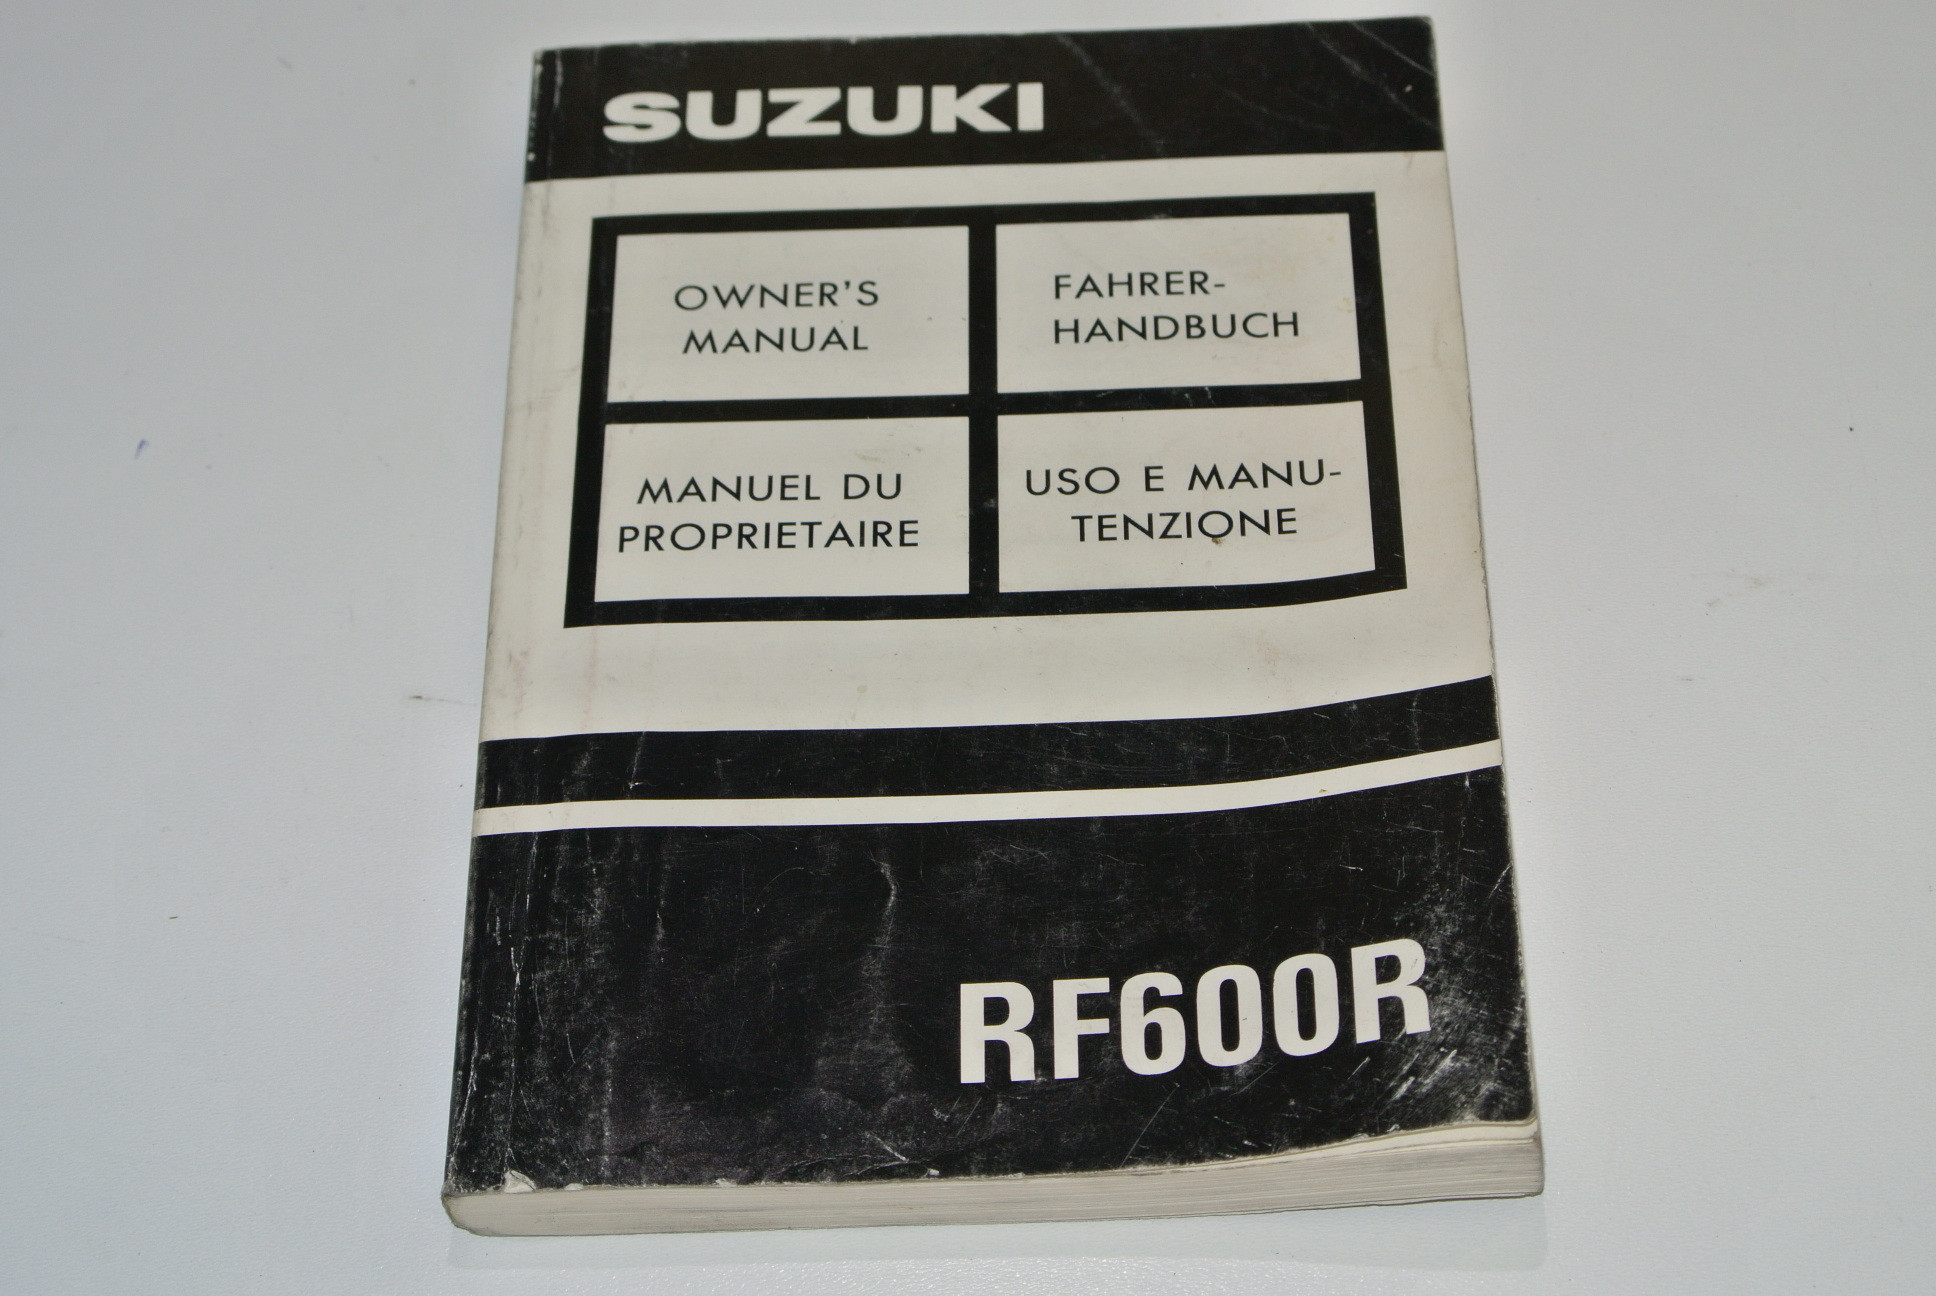 SUZUKI
OWNER'S
MANUAL
FAHRER-
HANDBUCH
MANUEL DU
PROPRIETAIRE
USO E MANU-
TENZIONE
RF600R